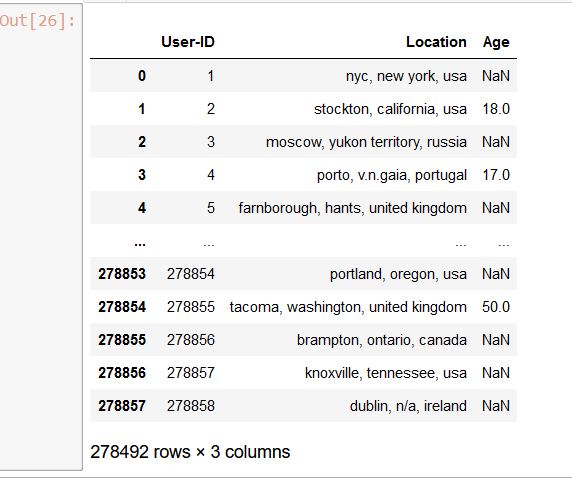 Out[26]:
User-ID Location Age
0 1 nyc, new york, usa NaN
1 2 stockton, california, usa 18.0
2 3 moscow, yukon territory, russia NaN
3 4 porto, v.n.gaia, portugal 17.0
4 5 farnborough, hants, united kingdom NaN
... ... ... ...
278853 278854 portland, oregon, usa NaN
278854 278855 tacoma, washington, united kingdom 50.0
278855 278856 brampton, ontario, canada NaN
278856 278857 knoxville, tennessee, usa NaN
278857 278858 dublin, n/a, ireland NaN
278492 rows × 3 columns